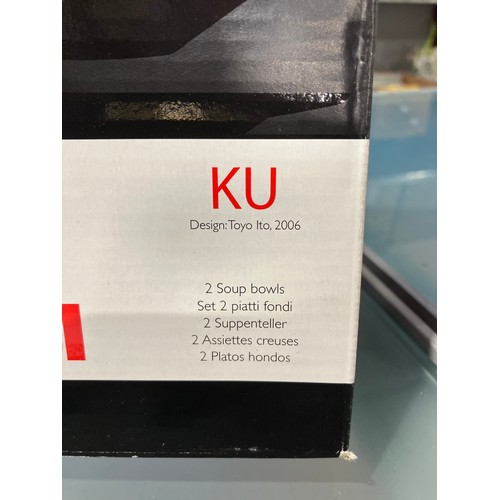 KU
Design: Toyo Ito, 2006
2 Soup bowls
Set 2 piatti fondi
2 Suppenteller
2 Assiettes creuses
2 Platos hondos